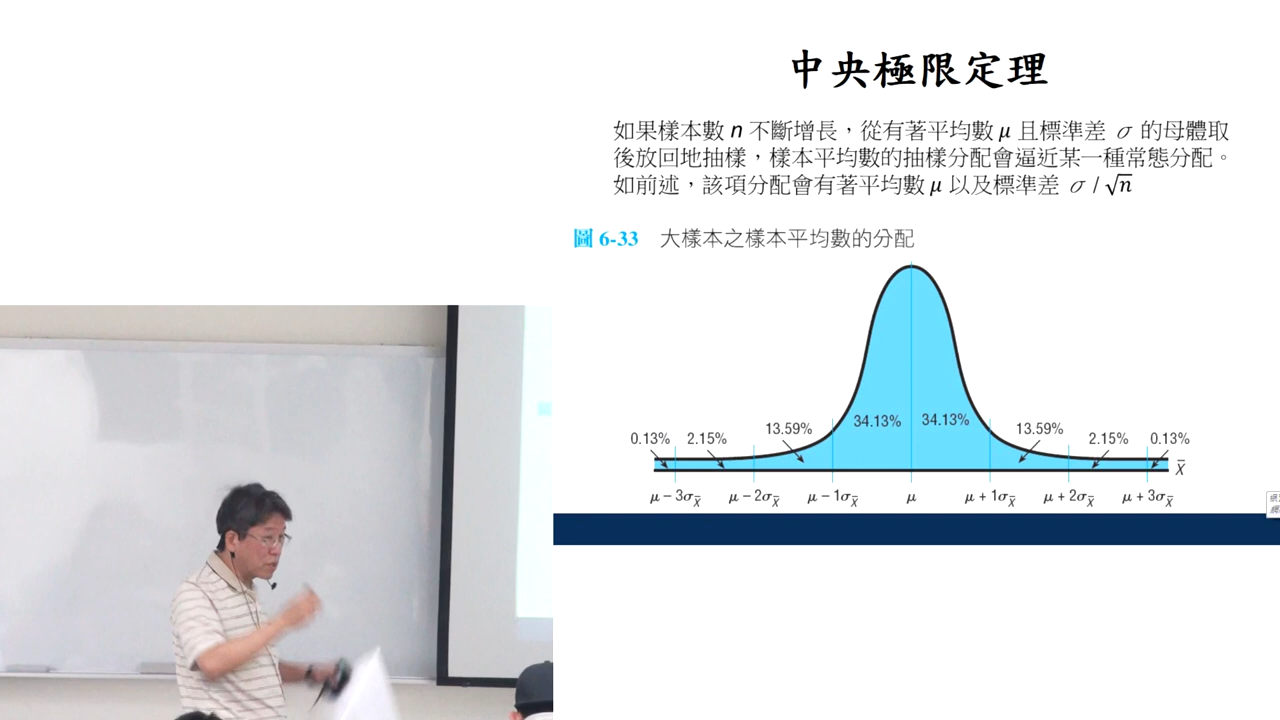 中央極限定理
如果樣本數 n 不斷增長，從有著平均數 μ 且標準差 σ 的母體取
後放回地抽樣，樣本平均數的抽樣分配會逼近某一種常態分配。
如前述，該項分配會有著平均數 μ 以及標準差 σ / √n
圖 6-33 大樣本之樣本平均數的分配
34.13% 34.13%
0.13% 2.15% 13.59% 13.59% 2.15% 0.13%
X̄
μ − 3σX̄ μ − 2σX̄ μ − 1σX̄ μ μ + 1σX̄ μ + 2σX̄ μ + 3σX̄